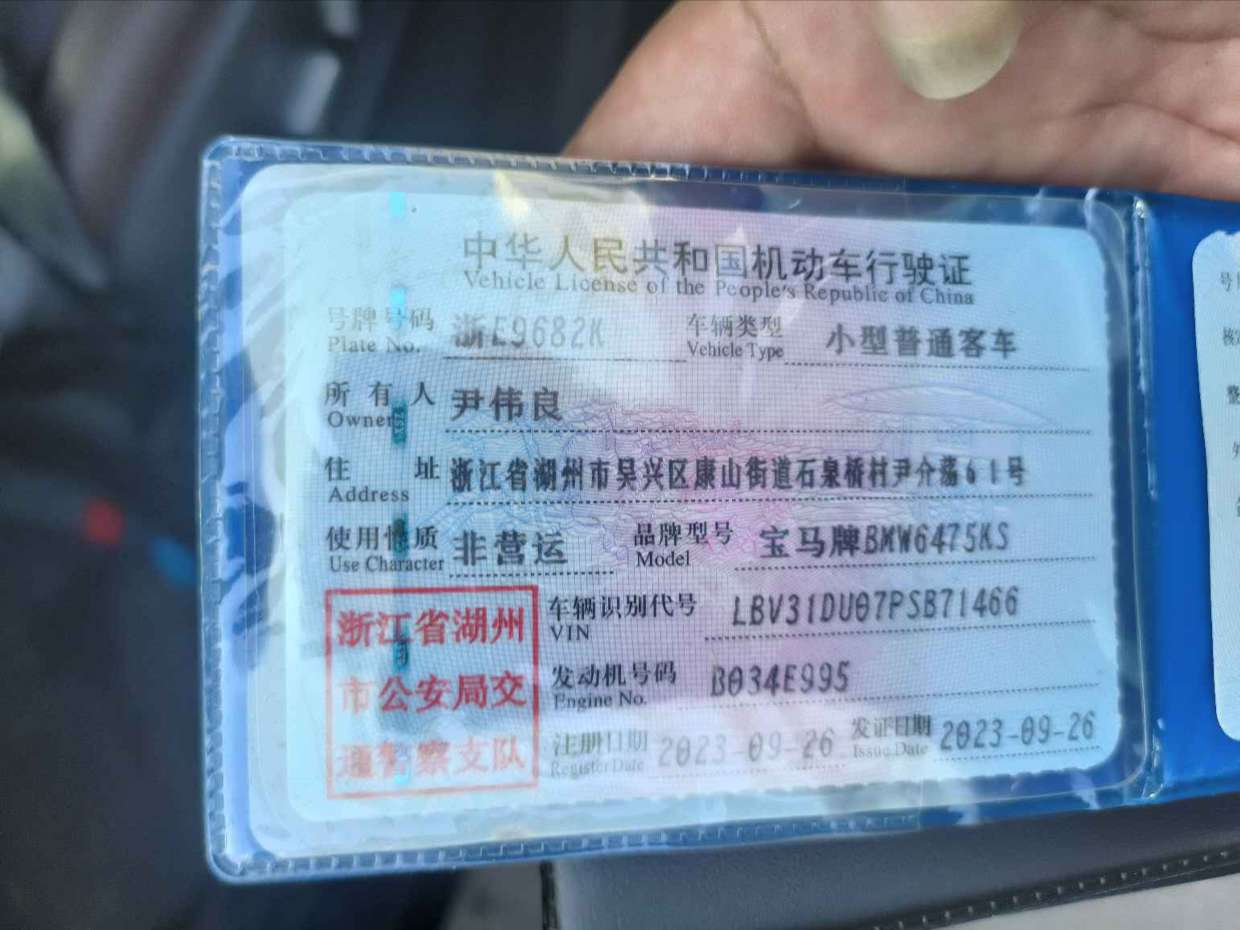 中华人民共和国机动车行驶证
Vehicle License of the People's Republic of China
号牌号码 浙E9682K 车辆类型 小型普通客车
Plate No. Vehicle Type
所有人 尹伟良
Owner
住址 浙江省湖州市吴兴区康山街道石泉桥村尹介荡61号
Address
使用性质 非营运 品牌型号 宝马牌BMW6475KS
Use Character Model
浙江省湖州
市公安局交
通警察支队
车辆识别代号 LBV31DU07PSB71466
VIN
发动机号码 B034E995
Engine No.
注册日期 2023-09-26 发证日期 2023-09-26
Register Date Issue Date